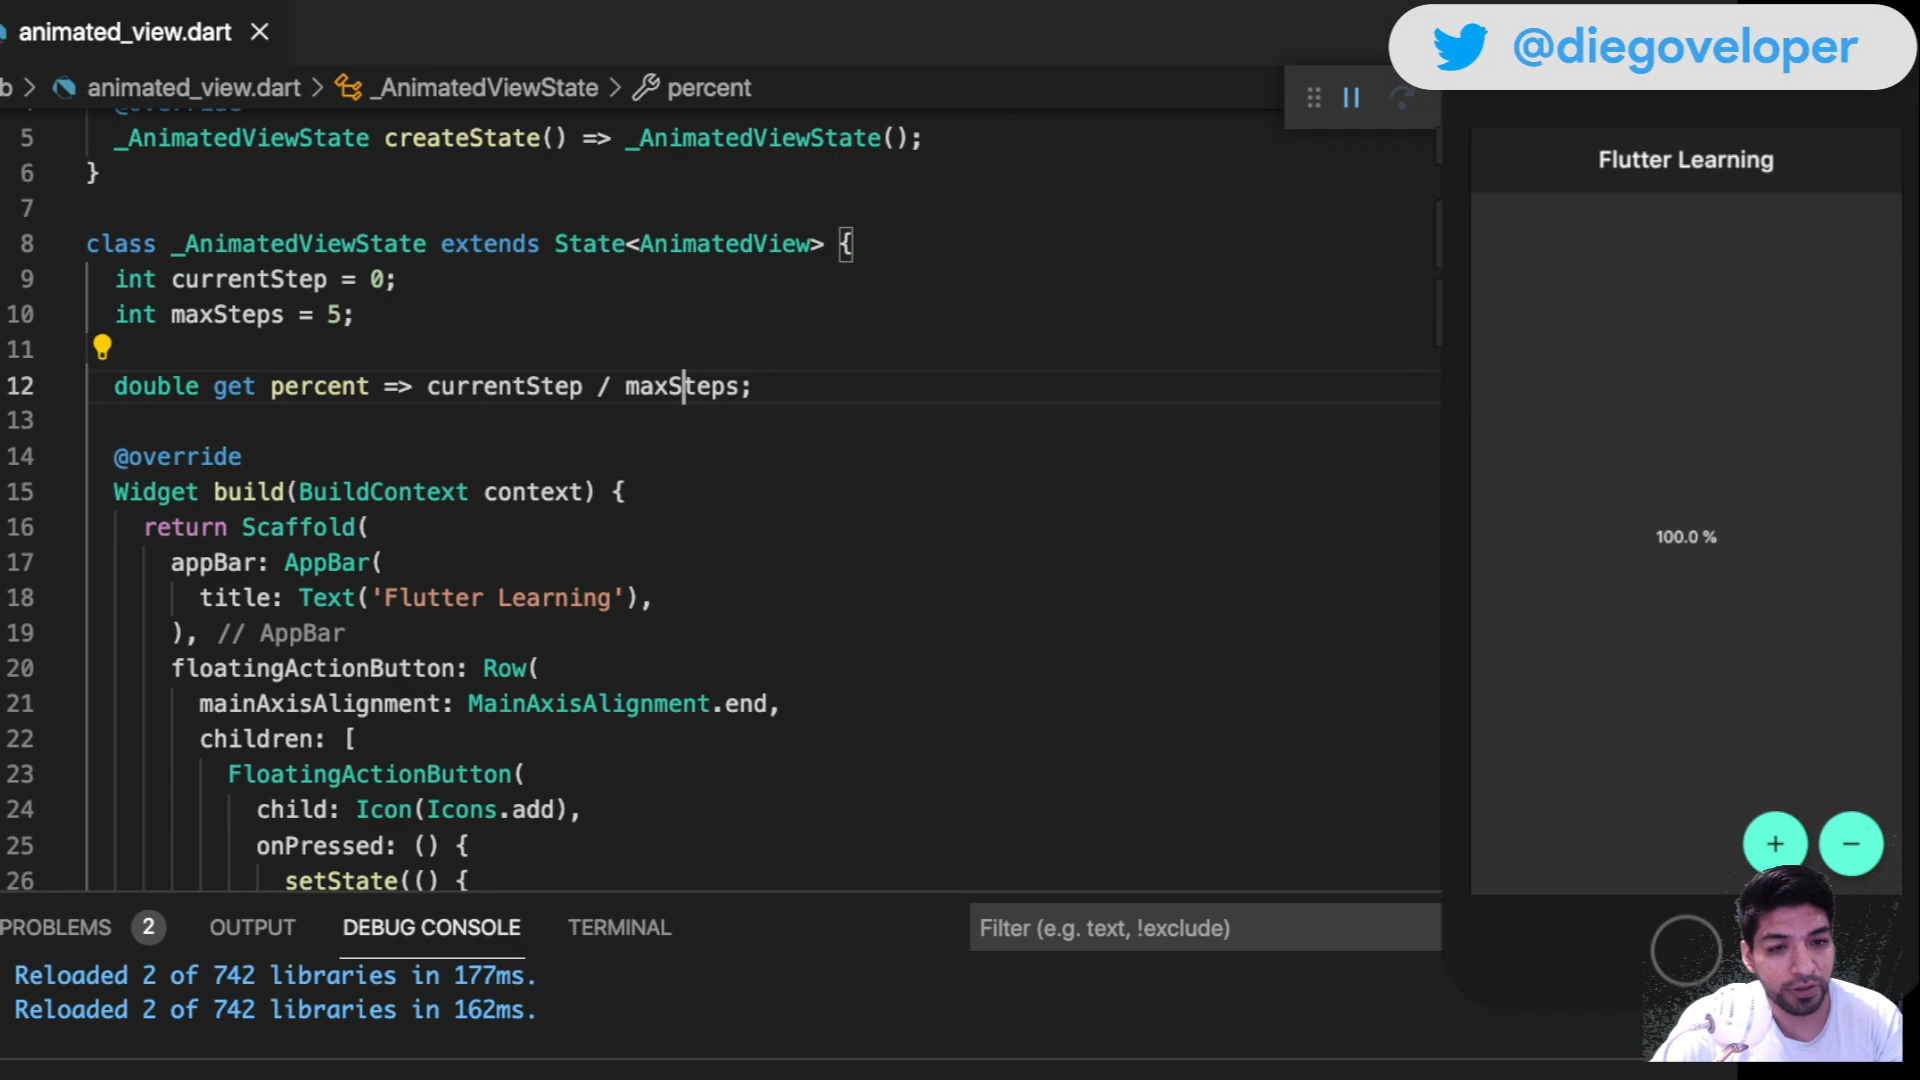 animated_view.dart
@diegoveloper
b > animated_view.dart > _AnimatedViewState > percent
@override
5 _AnimatedViewState createState() => _AnimatedViewState();
6 }
7
8 class _AnimatedViewState extends State<AnimatedView> {
9 int currentStep = 0;
10 int maxSteps = 5;
11
12 double get percent => currentStep / maxSteps;
13
14 @override
15 Widget build(BuildContext context) {
16 return Scaffold(
17 appBar: AppBar(
18 title: Text('Flutter Learning'),
19 ), // AppBar
20 floatingActionButton: Row(
21 mainAxisAlignment: MainAxisAlignment.end,
22 children: [
23 FloatingActionButton(
24 child: Icon(Icons.add),
25 onPressed: () {
26 setState(() {
Flutter Learning
100.0 %
+ −
PROBLEMS 2 OUTPUT DEBUG CONSOLE TERMINAL Filter (e.g. text, !exclude)
Reloaded 2 of 742 libraries in 177ms.
Reloaded 2 of 742 libraries in 162ms.